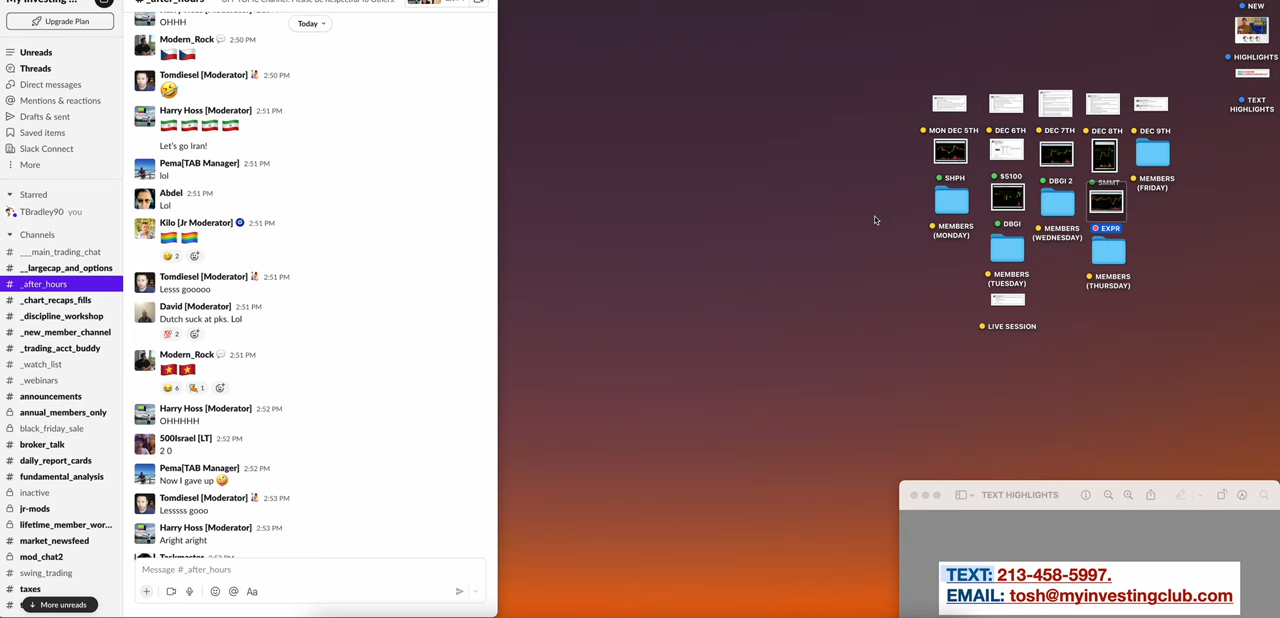 Upgrade Plan
Unreads
Threads
Direct messages
Mentions & reactions
Drafts & sent
Saved items
Slack Connect
More
Starred
TBradley90 you
Channels
# ___main_trading_chat
# __largecap_and_options
# _after_hours
# _chart_recaps_fills
# _discipline_workshop
# _new_member_channel
# _trading_acct_buddy
# _watch_list
# _webinars
# announcements
annual_members_only
black_friday_sale
# broker_talk
# daily_report_cards
# fundamental_analysis
inactive
jr-mods
lifetime_member_wor...
# market_newsfeed
mod_chat2
# swing_trading
# taxes
More unreads
# _after_hours
Today
OHHH
Modern_Rock 2:50 PM
Tomdiesel [Moderator] 2:50 PM
Harry Hoss [Moderator] 2:51 PM
Let's go Iran!
Pema[TAB Manager] 2:51 PM
lol
Abdel 2:51 PM
Lol
Kilo [Jr Moderator] 2:51 PM
2
Tomdiesel [Moderator] 2:51 PM
Lesss gooooo
David [Moderator] 2:51 PM
Dutch suck at pks. Lol
2
Modern_Rock 2:51 PM
6 1
Harry Hoss [Moderator] 2:52 PM
OHHHHH
500Israel [LT] 2:52 PM
2 0
Pema[TAB Manager] 2:52 PM
Now I gave up
Tomdiesel [Moderator] 2:53 PM
Lesssss gooo
Harry Hoss [Moderator] 2:53 PM
Aright aright
Message #_after_hours
Aa
NEW
HIGHLIGHTS
TEXT
HIGHLIGHTS
MON DEC 5TH
DEC 6TH
DEC 7TH
DEC 8TH
DEC 9TH
SHPH
$5100
DBGI 2
SMMT
MEMBERS
(FRIDAY)
MEMBERS
(MONDAY)
DBGI
MEMBERS
(WEDNESDAY)
EXPR
MEMBERS
(TUESDAY)
MEMBERS
(THURSDAY)
LIVE SESSION
TEXT HIGHLIGHTS
TEXT: 213-458-5997.
EMAIL: tosh@myinvestingclub.com